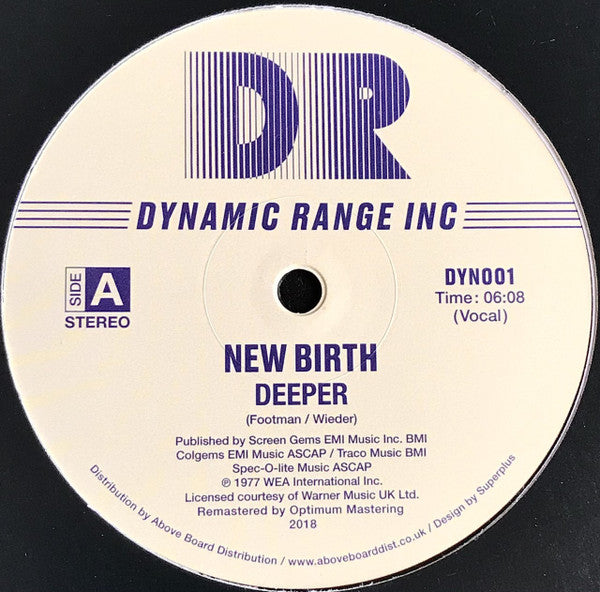 DR
DYNAMIC RANGE INC
SIDE A
STEREO
DYN001
Time: 06:08
(Vocal)
NEW BIRTH
DEEPER
(Footman / Wieder)
Published by Screen Gems EMI Music Inc. BMI
Colgems EMI Music ASCAP / Traco Music BMI
Spec-O-lite Music ASCAP
℗ 1977 WEA International Inc.
Licensed courtesy of Warner Music UK Ltd.
Remastered by Optimum Mastering
2018
Distribution by Above Board Distribution / www.aboveboarddist.co.uk / Design by Superplus